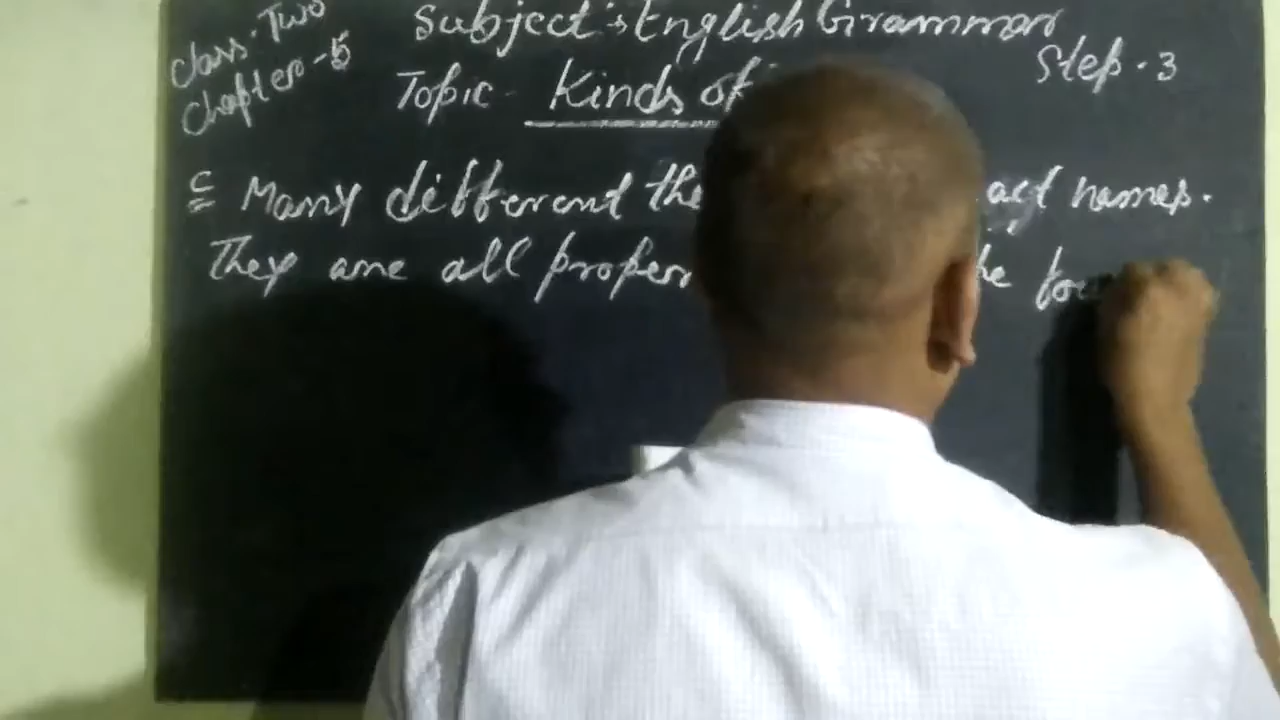 Class. Two
Chapter-5
Subject: English Grammar
Step.3
Topic - Kinds of
C Many different the act names.
They are all proper he